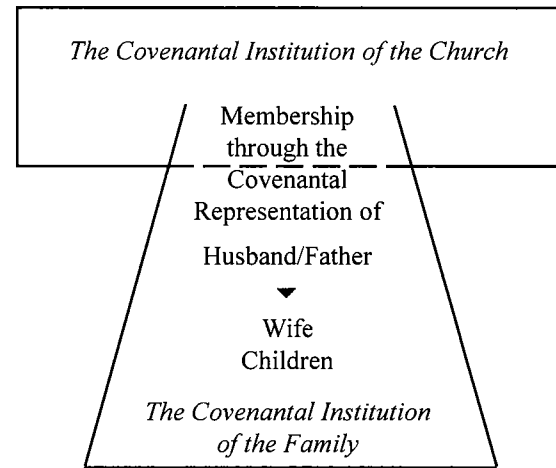 The Covenantal Institution of the Church
Membership
through the
Covenantal
Representation of
Husband/Father
Wife
Children
The Covenantal Institution
of the Family